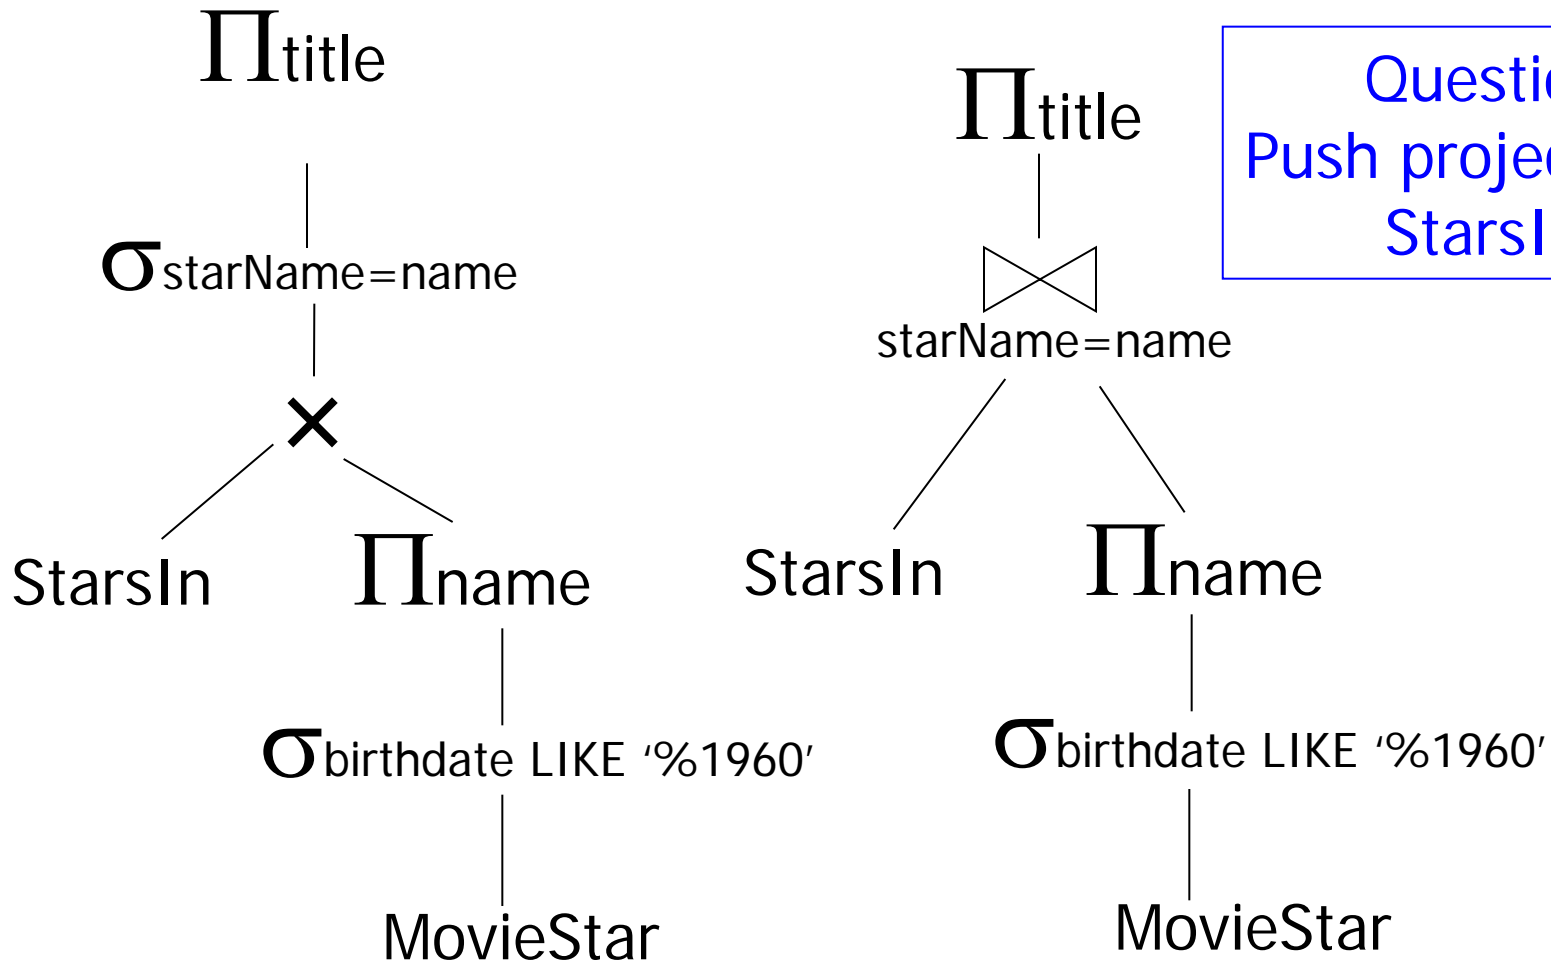 Πtitle
σstarName=name
×
StarsIn
Πname
σbirthdate LIKE ‘%1960’
MovieStar
Πtitle
⋈
starName=name
StarsIn
Πname
σbirthdate LIKE ‘%1960’
MovieStar
Push